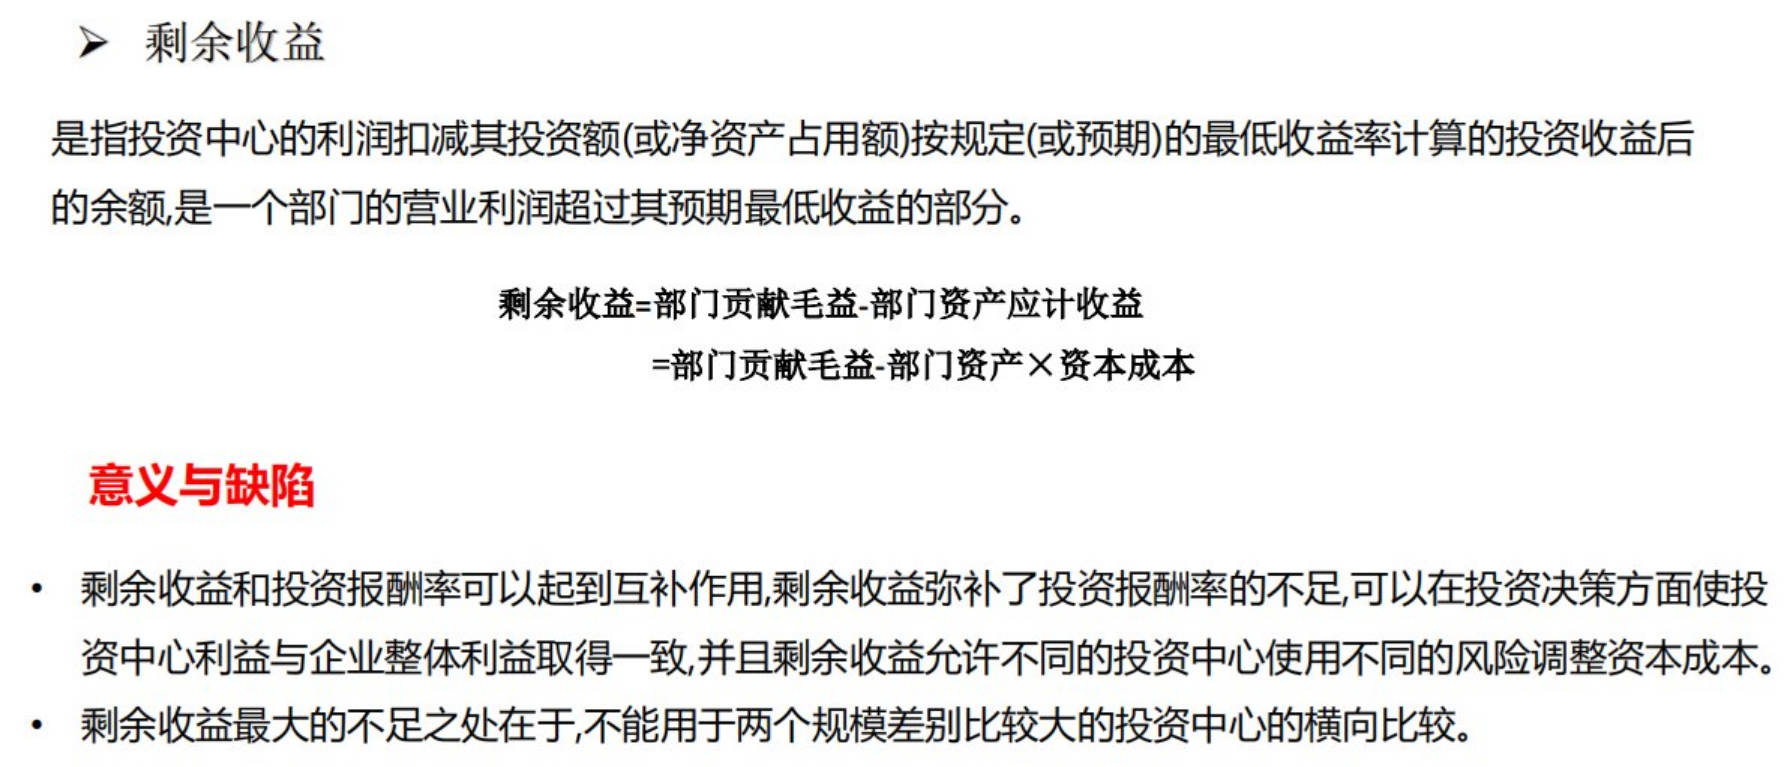 ➢ 剩余收益
是指投资中心的利润扣减其投资额(或净资产占用额)按规定(或预期)的最低收益率计算的投资收益后
的余额,是一个部门的营业利润超过其预期最低收益的部分。
剩余收益=部门贡献毛益-部门资产应计收益
=部门贡献毛益-部门资产×资本成本
意义与缺陷
• 剩余收益和投资报酬率可以起到互补作用,剩余收益弥补了投资报酬率的不足,可以在投资决策方面使投
资中心利益与企业整体利益取得一致,并且剩余收益允许不同的投资中心使用不同的风险调整资本成本。
• 剩余收益最大的不足之处在于,不能用于两个规模差别比较大的投资中心的横向比较。